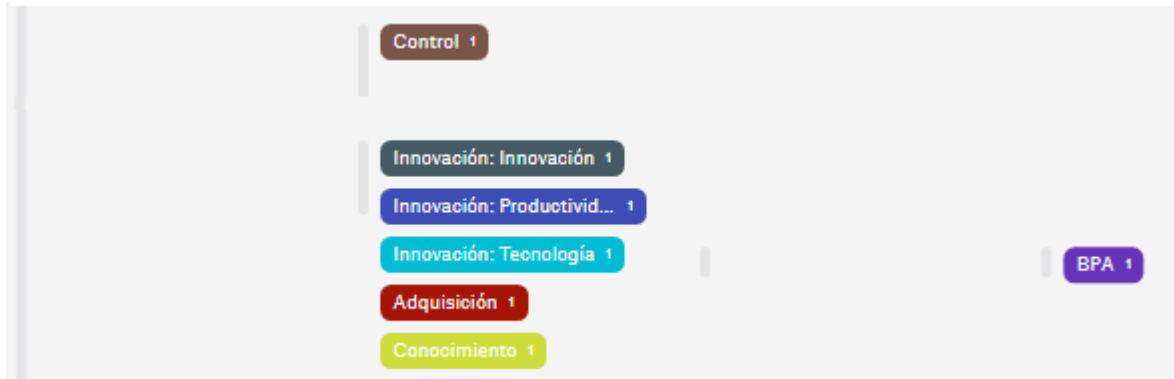 Control 1
Innovación: Innovación 1
Innovación: Productivid... 1
Innovación: Tecnología 1
BPA 1
Adquisición 1
Conocimiento 1